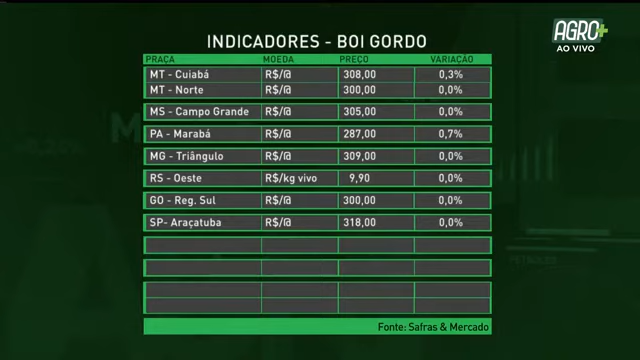 AGRO+
AO VIVO
INDICADORES - BOI GORDO
PRAÇA MOEDA PREÇO VARIAÇÃO
MT - Cuiabá R$/@ 308,00 0,3%
MT - Norte R$/@ 300,00 0,0%
MS - Campo Grande R$/@ 305,00 0,0%
PA - Marabá R$/@ 287,00 0,7%
MG - Triângulo R$/@ 309,00 0,0%
RS - Oeste R$/kg vivo 9,90 0,0%
GO - Reg. Sul R$/@ 300,00 0,0%
SP- Araçatuba R$/@ 318,00 0,0%
Fonte: Safras & Mercado